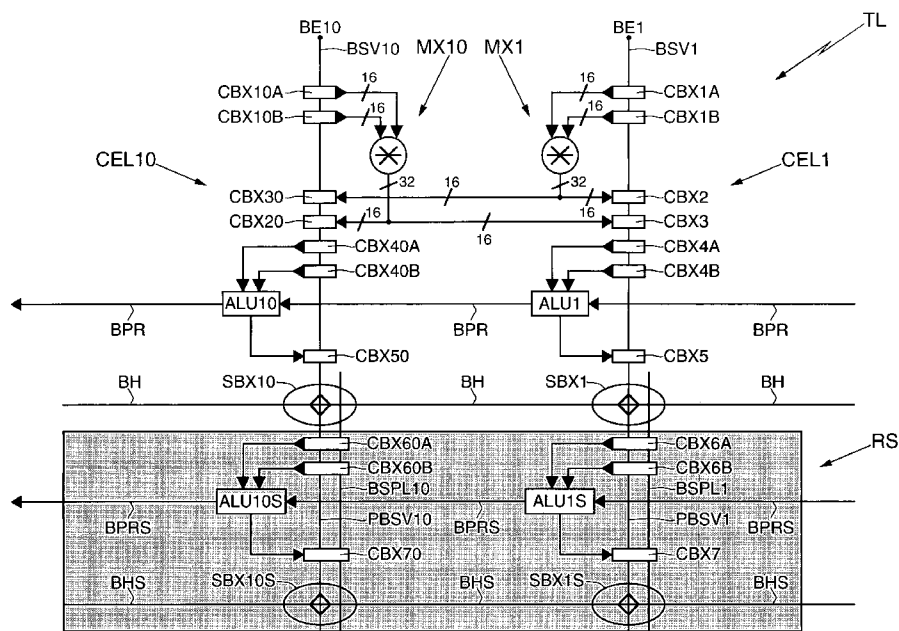 BE10 BE1 TL
BSV10 MX10 MX1 BSV1
CBX10A 16 16 CBX1A
CBX10B 16 16 CBX1B
CEL10 CEL1
32 32
CBX30 16 16 CBX2
CBX20 16 16 CBX3
CBX40A CBX4A
CBX40B CBX4B
ALU10 ALU1
BPR BPR BPR
CBX50 CBX5
BH SBX10 BH SBX1 BH
CBX60A CBX6A RS
CBX60B CBX6B
ALU10S BSPL10 ALU1S BSPL1
BPRS PBSV10 BPRS PBSV1 BPRS
CBX70 CBX7
BHS SBX10S BHS SBX1S BHS